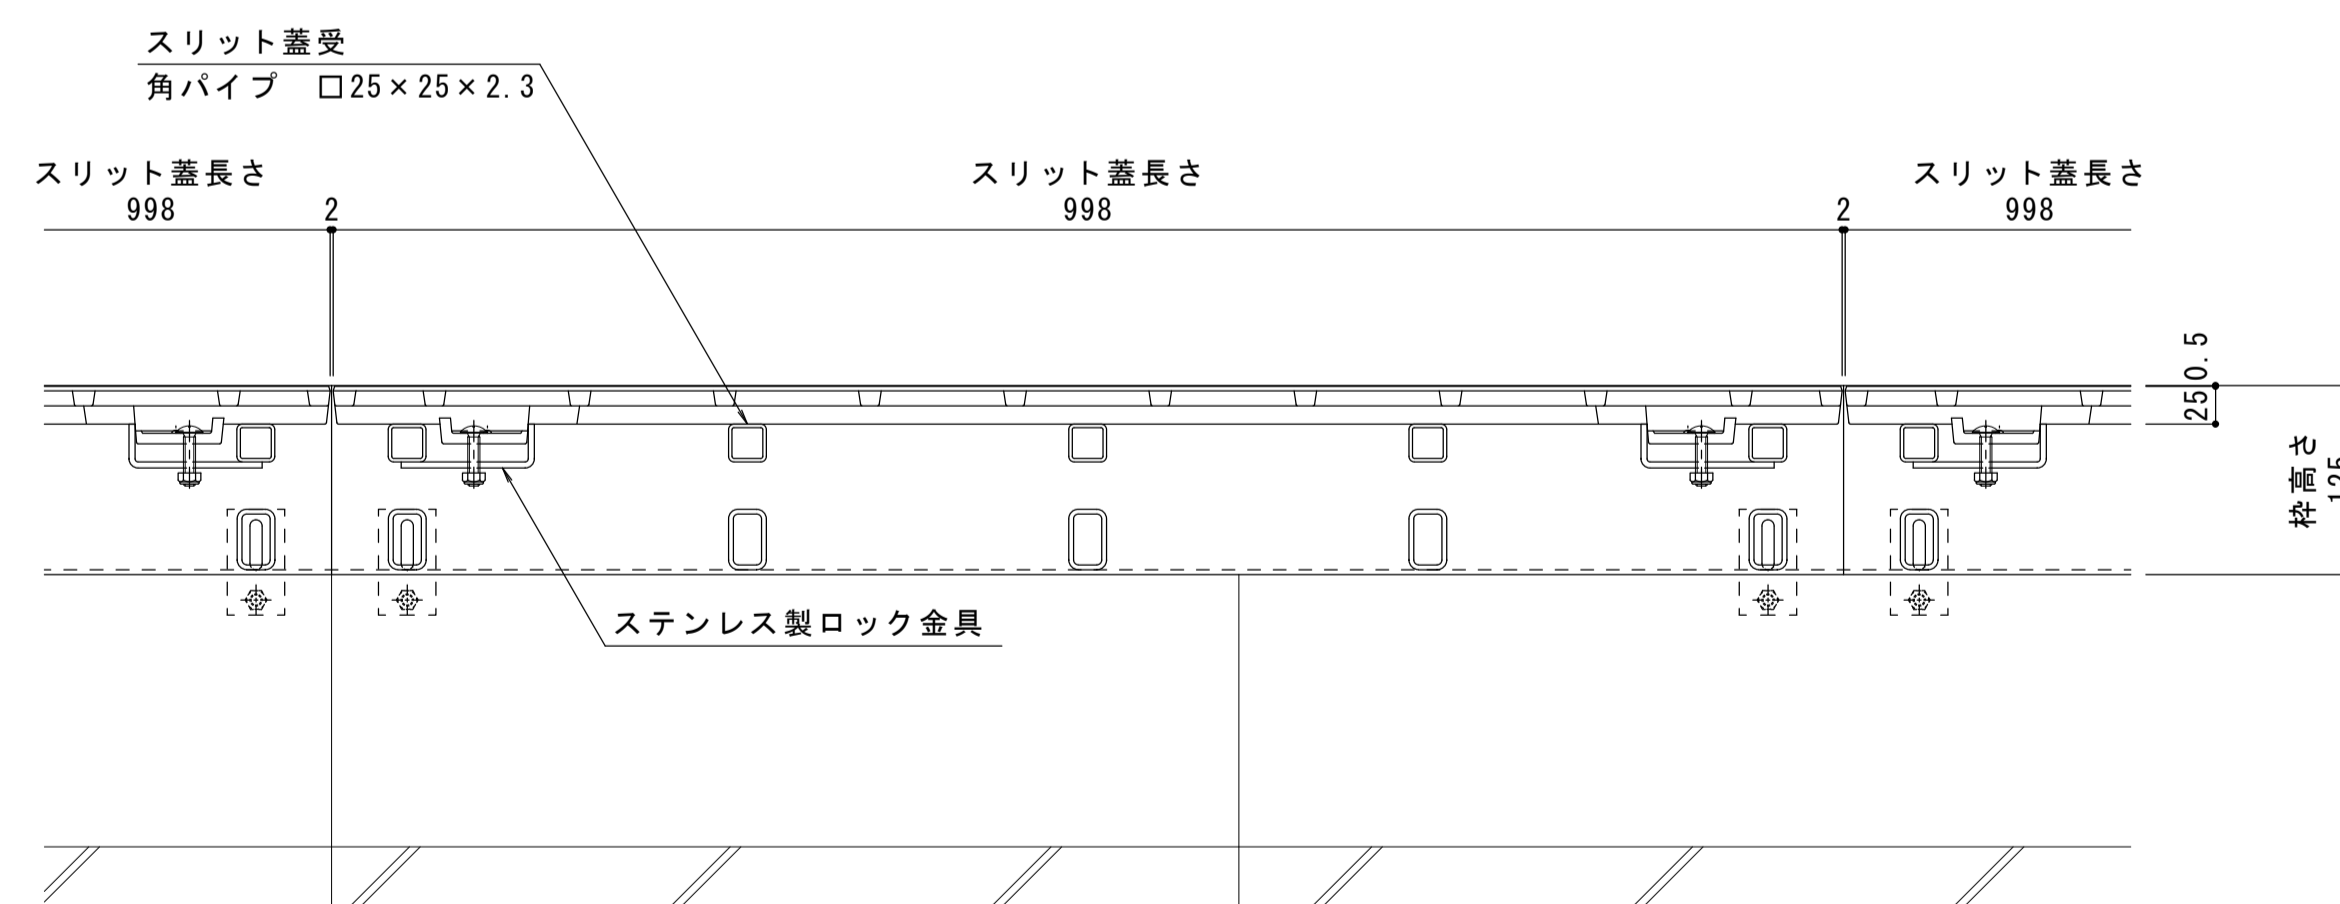 スリット蓋受
角パイプ　□25×25×2.3
スリット蓋長さ
998
2
スリット蓋長さ
998
2
スリット蓋長さ
998
0.5
25
枠高さ
125
ステンレス製ロック金具